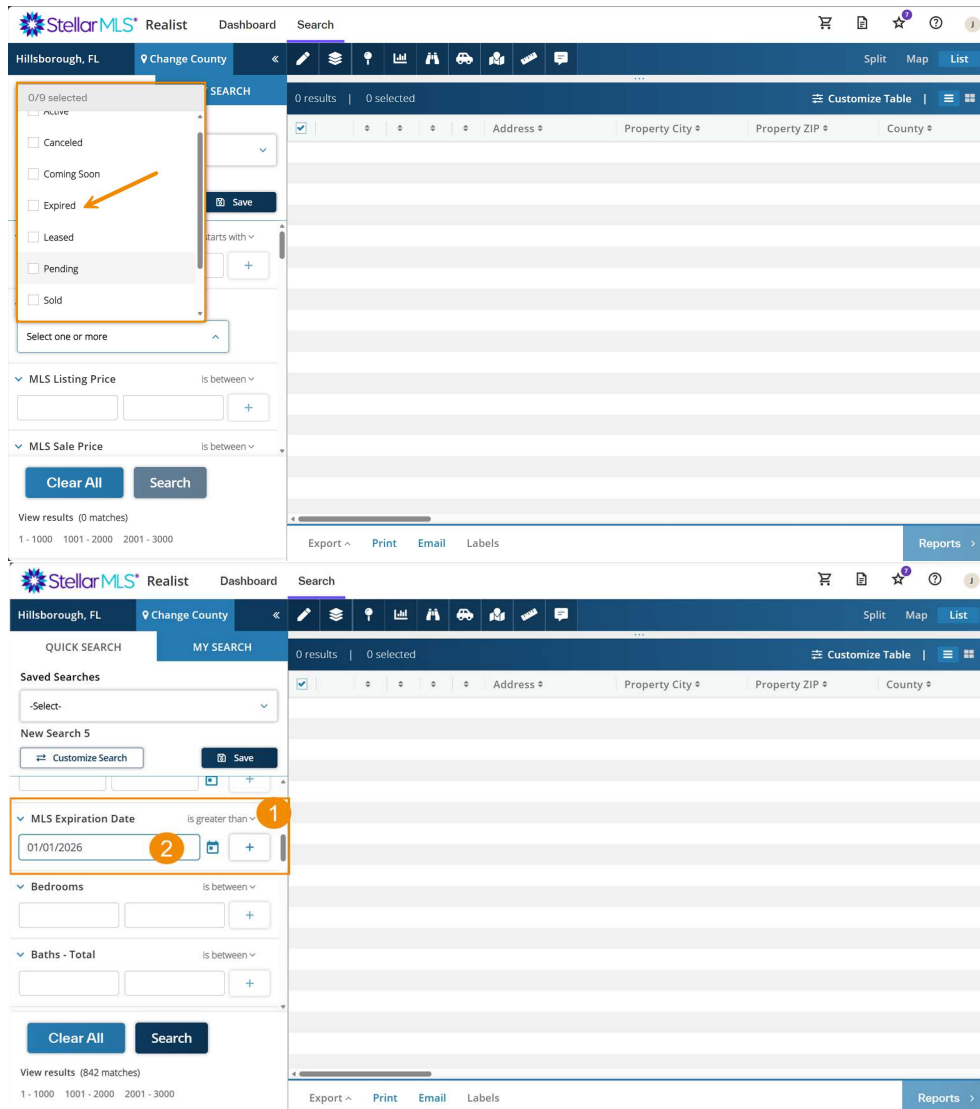 StellarMLS Realist Dashboard Search 7 ? J
Hillsborough, FL Change County « Split Map List
0/9 selected SEARCH 0 results | 0 selected Customize Table |
Active
Address Property City Property ZIP County
Canceled
Coming Soon
Expired Save
Leased starts with
Pending +
Sold
Select one or more
MLS Listing Price is between
+
MLS Sale Price is between
Clear All Search
View results (0 matches)
1 - 1000 1001 - 2000 2001 - 3000
Export Print Email Labels Reports >
StellarMLS Realist Dashboard Search 7 ? J
Hillsborough, FL Change County « Split Map List
QUICK SEARCH MY SEARCH 0 results | 0 selected Customize Table |
Saved Searches
Address Property City Property ZIP County
-Select-
New Search 5
Customize Search Save
+
MLS Expiration Date is greater than 1
01/01/2026 2 +
Bedrooms is between
+
Baths - Total is between
+
Clear All Search
View results (842 matches)
1 - 1000 1001 - 2000 2001 - 3000
Export Print Email Labels Reports >